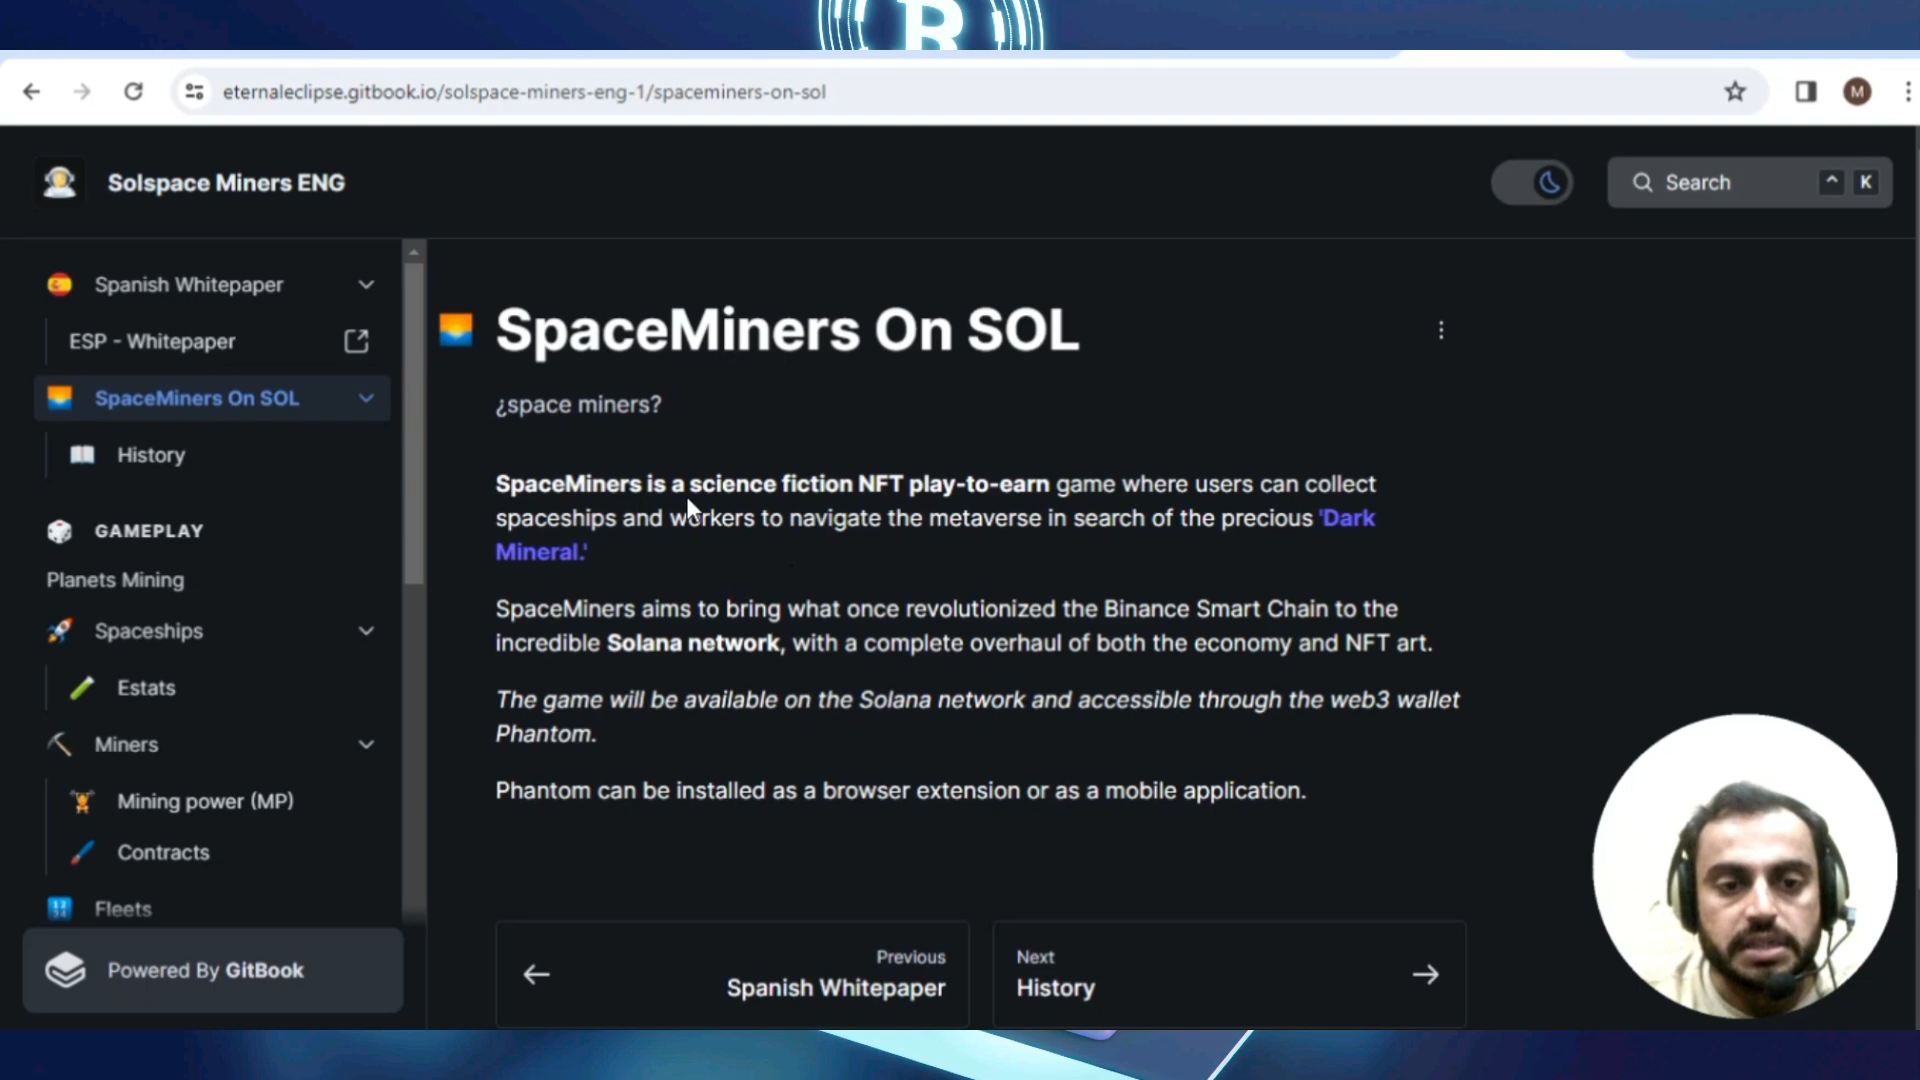 eternaleclipse.gitbook.io/solspace-miners-eng-1/spaceminers-on-sol
M
Solspace Miners ENG
Search
^ K
Spanish Whitepaper
ESP - Whitepaper
SpaceMiners On SOL
History
GAMEPLAY
Planets Mining
Spaceships
Estats
Miners
Mining power (MP)
Contracts
Fleets
Powered By GitBook
SpaceMiners On SOL
¿space miners?
SpaceMiners is a science fiction NFT play-to-earn game where users can collect
spaceships and workers to navigate the metaverse in search of the precious 'Dark
Mineral.'
SpaceMiners aims to bring what once revolutionized the Binance Smart Chain to the
incredible Solana network, with a complete overhaul of both the economy and NFT art.
The game will be available on the Solana network and accessible through the web3 wallet
Phantom.
Phantom can be installed as a browser extension or as a mobile application.
Previous
Spanish Whitepaper
Next
History